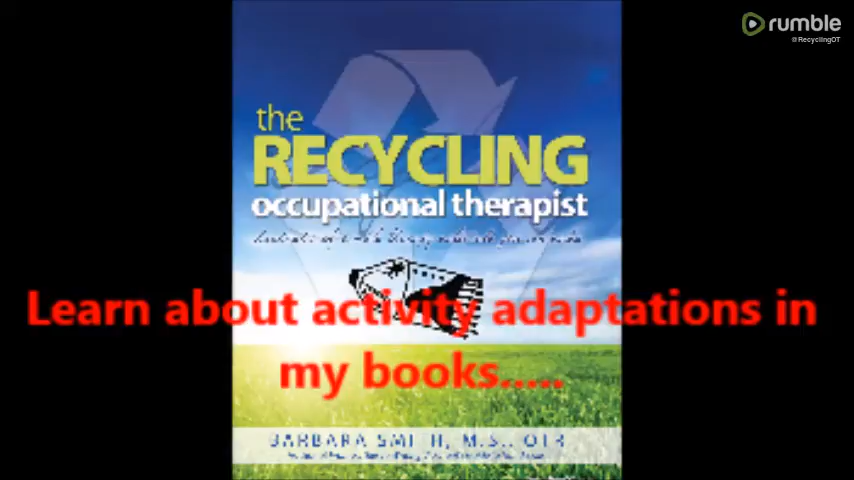 rumble
@RecyclingOT
the
RECYCLING
occupational therapist
Learn about activity adaptations in
my books.....
BARBARA SMITH, M.S., OTR